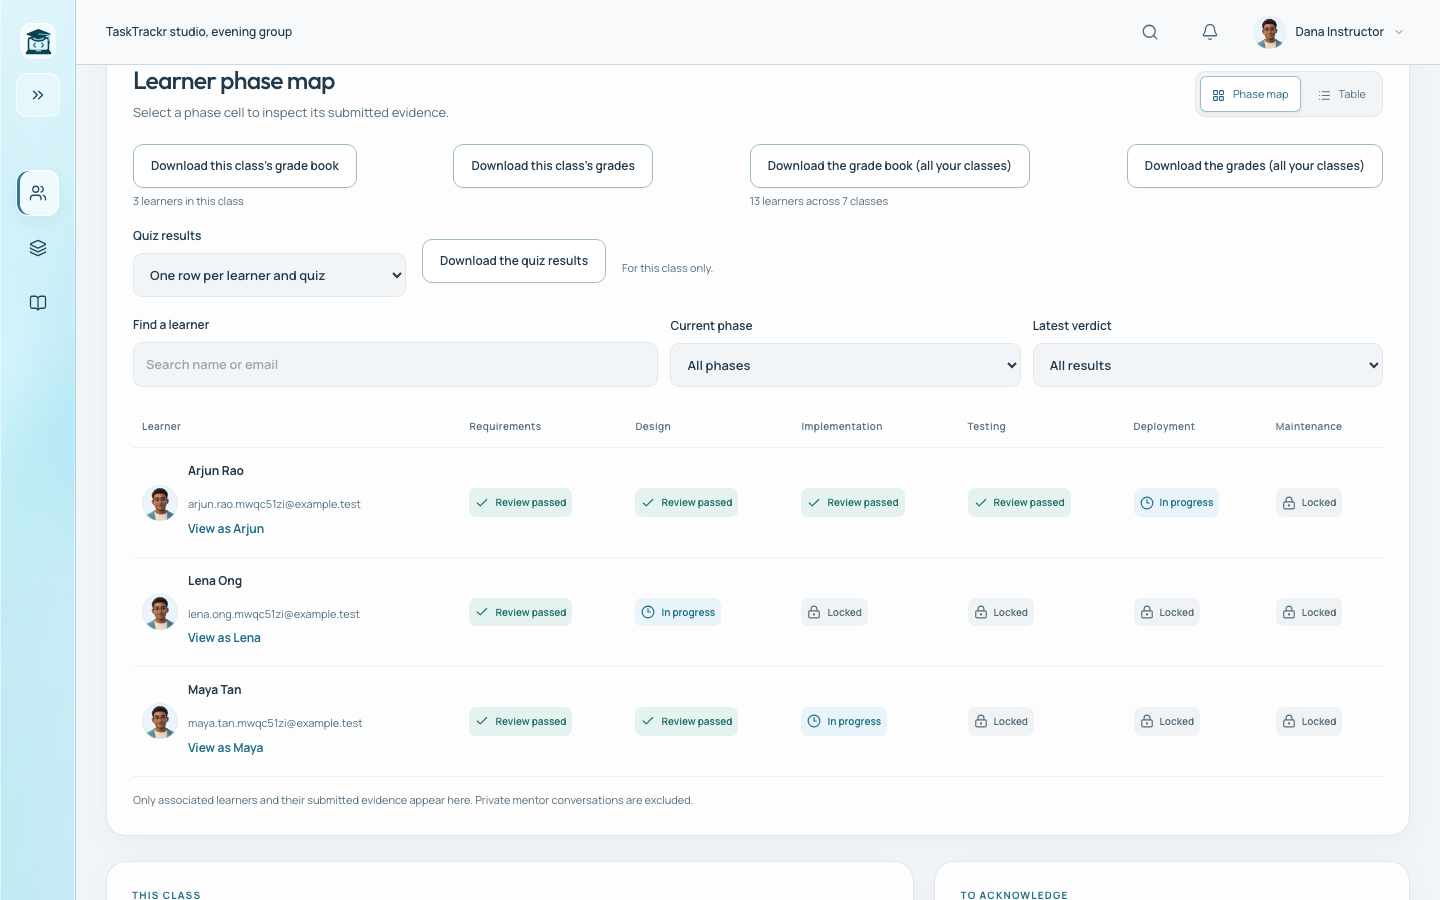 TaskTrackr studio, evening group
Dana Instructor
Learner phase map
Select a phase cell to inspect its submitted evidence.
Phase map
Table
Download this class's grade book
Download this class's grades
Download the grade book (all your classes)
Download the grades (all your classes)
3 learners in this class
13 learners across 7 classes
Quiz results
One row per learner and quiz
Download the quiz results
For this class only.
Find a learner
Current phase
Latest verdict
Search name or email
All phases
All results
Learner Requirements Design Implementation Testing Deployment Maintenance
Arjun Rao
arjun.rao.mwqc51zi@example.test
View as Arjun
Review passed Review passed Review passed Review passed In progress Locked
Lena Ong
lena.ong.mwqc51zi@example.test
View as Lena
Review passed In progress Locked Locked Locked Locked
Maya Tan
maya.tan.mwqc51zi@example.test
View as Maya
Review passed Review passed In progress Locked Locked Locked
Only associated learners and their submitted evidence appear here. Private mentor conversations are excluded.
THIS CLASS
TO ACKNOWLEDGE